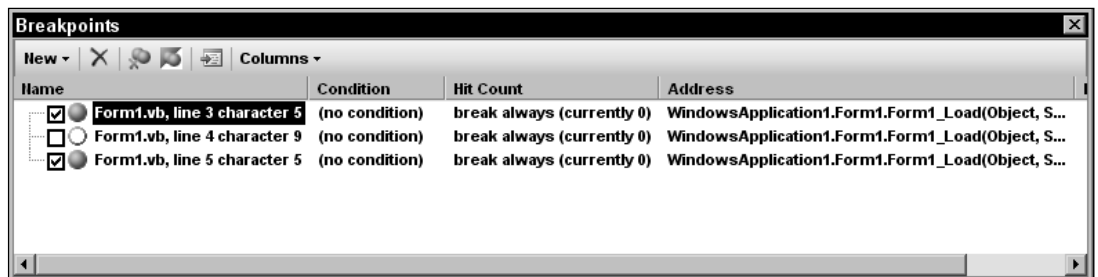 Breakpoints
New Columns
Name Condition Hit Count Address
Form1.vb, line 3 character 5 (no condition) break always (currently 0) WindowsApplication1.Form1.Form1_Load(Object, S...
Form1.vb, line 4 character 9 (no condition) break always (currently 0) WindowsApplication1.Form1.Form1_Load(Object, S...
Form1.vb, line 5 character 5 (no condition) break always (currently 0) WindowsApplication1.Form1.Form1_Load(Object, S...